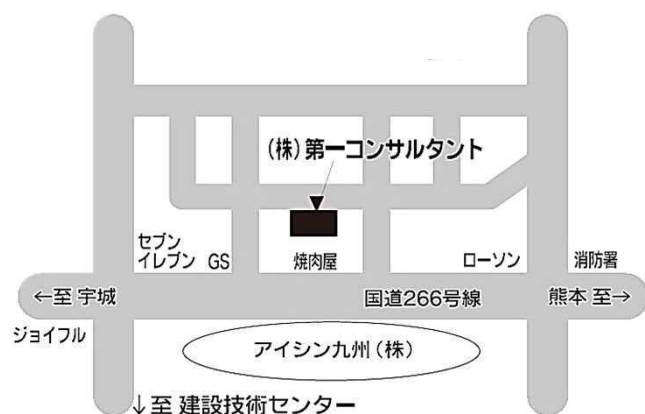 (株)第一コンサルタント
セブン
イレブン
GS
焼肉屋
ローソン
消防署
←至 宇城
国道266号線
熊本 至→
ジョイフル
アイシン九州(株)
↓至 建設技術センター